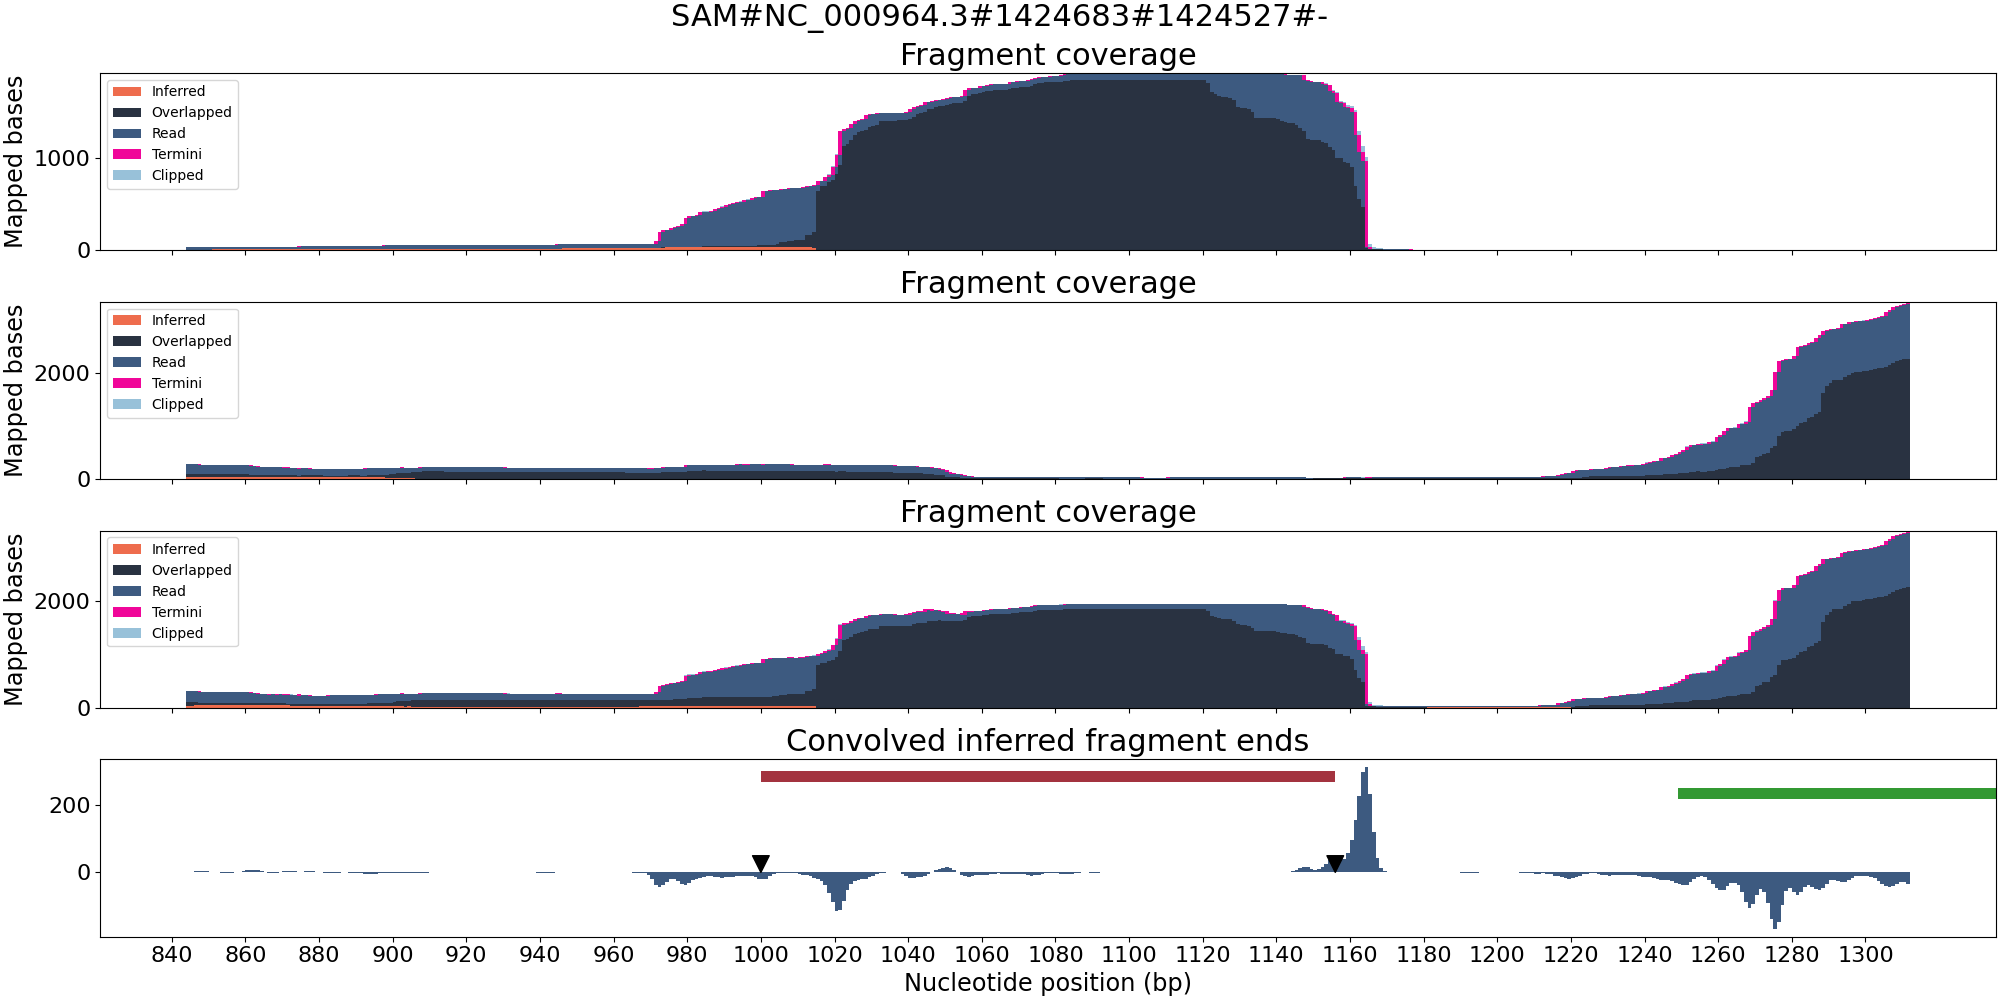 SAM#NC_000964.3#1424683#1424527#-
Fragment coverage
Mapped bases
1000
0
Inferred
Overlapped
Read
Termini
Clipped
Fragment coverage
Mapped bases
2000
0
Inferred
Overlapped
Read
Termini
Clipped
Fragment coverage
Mapped bases
2000
0
Inferred
Overlapped
Read
Termini
Clipped
Convolved inferred fragment ends
200
0
840 860 880 900 920 940 960 980 1000 1020 1040 1060 1080 1100 1120 1140 1160 1180 1200 1220 1240 1260 1280 1300
Nucleotide position (bp)